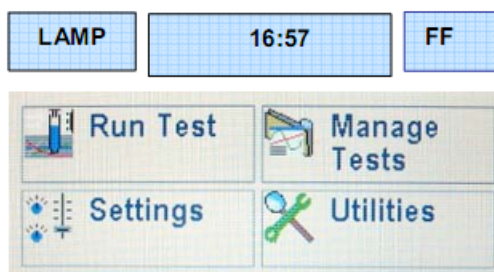 LAMP 16:57 FF
Run Test
Manage
Tests
Settings
Utilities